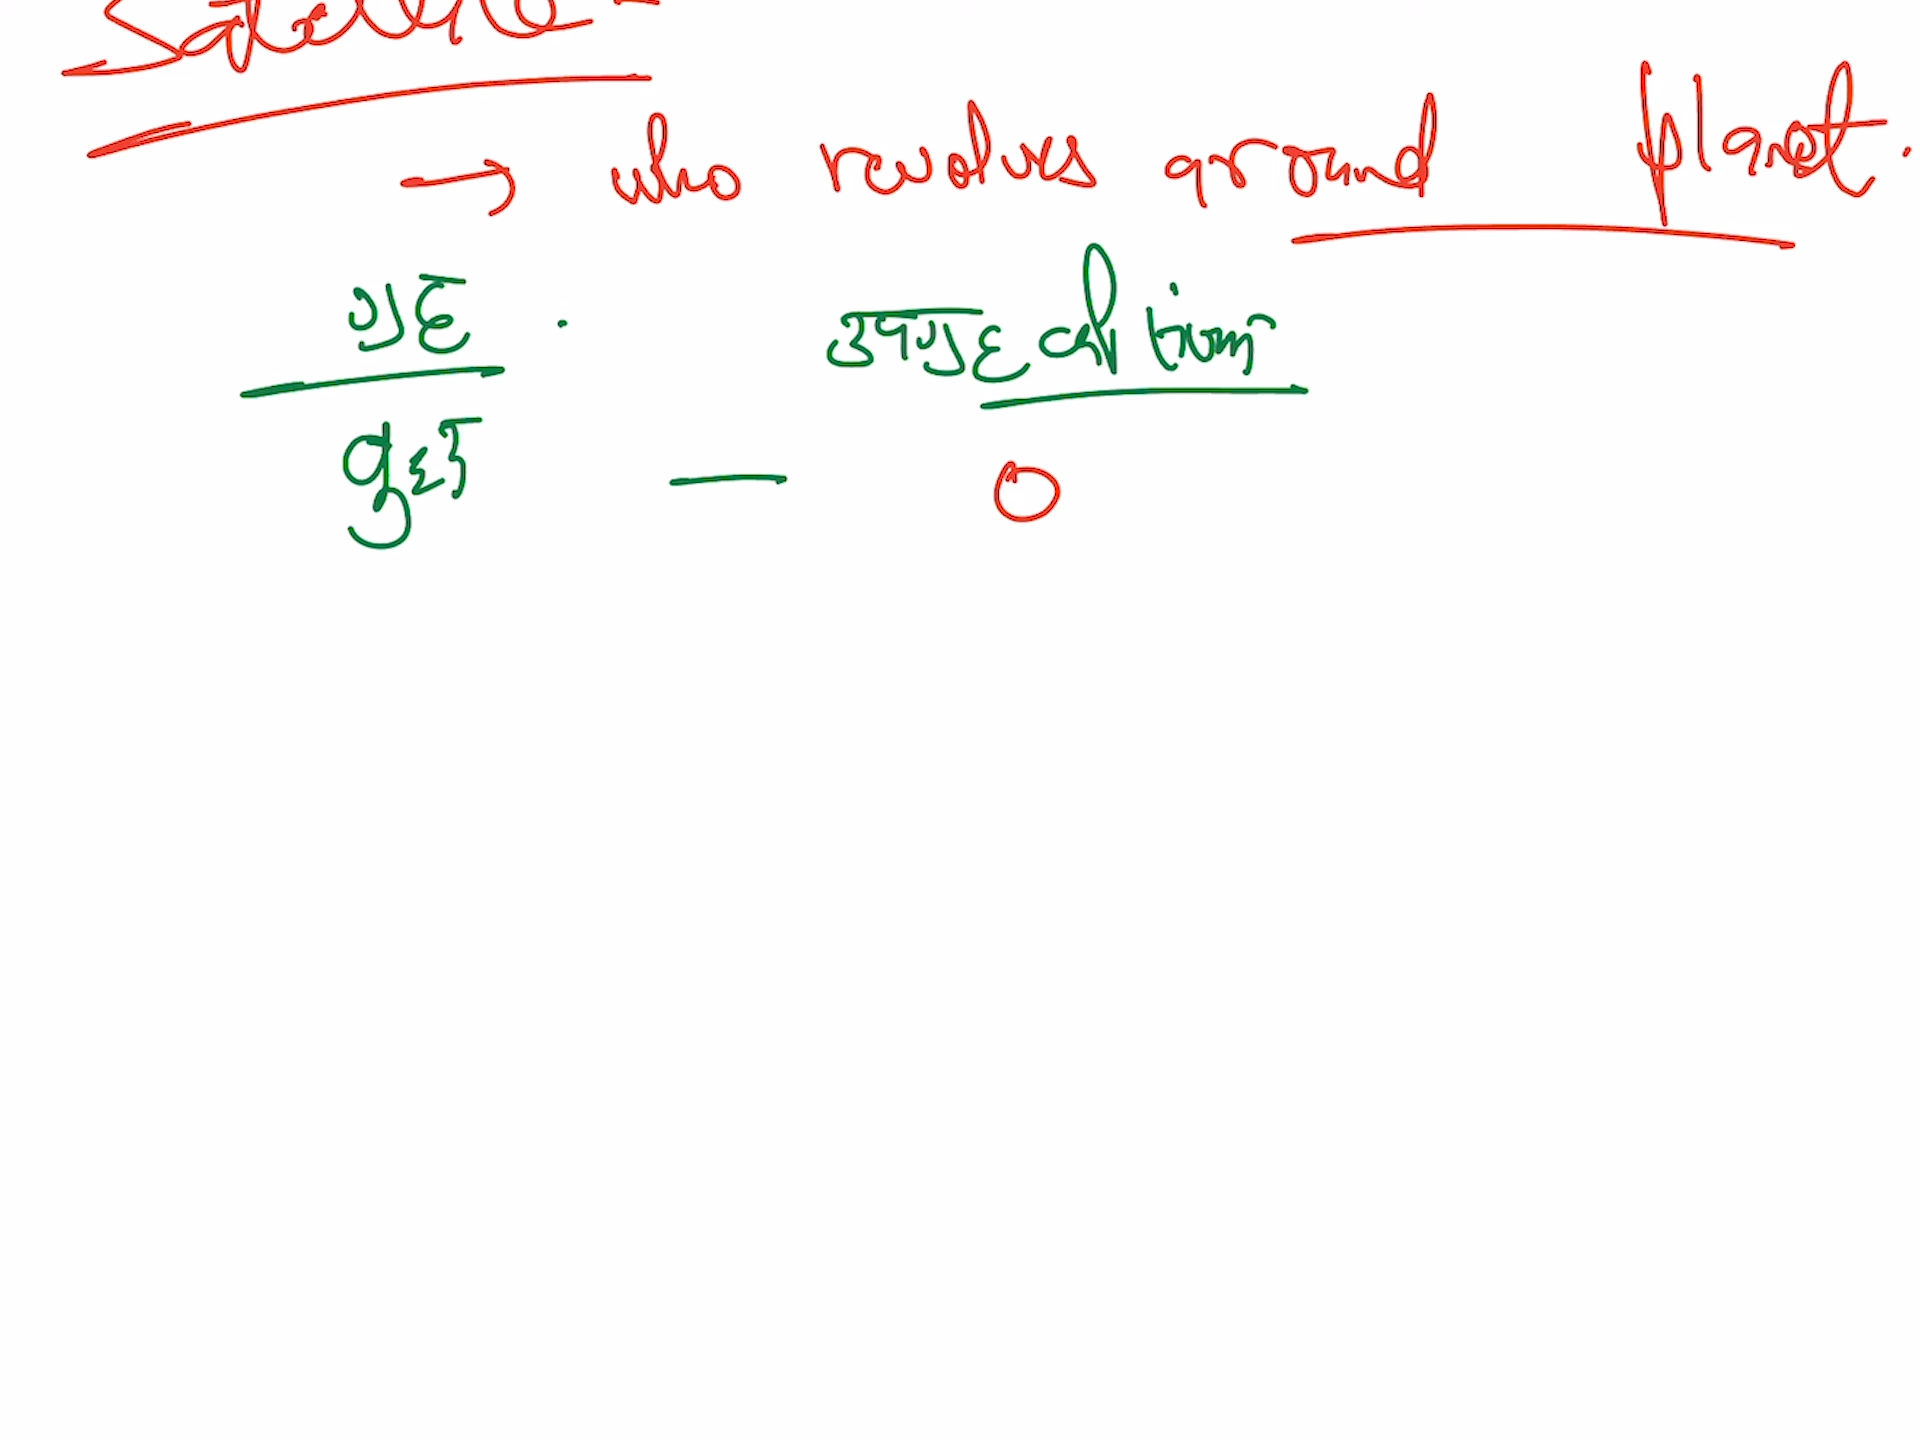 Satellite -
→ who revolves around planet.
ग्रह . उपग्रह की संख्या
बुध — 0